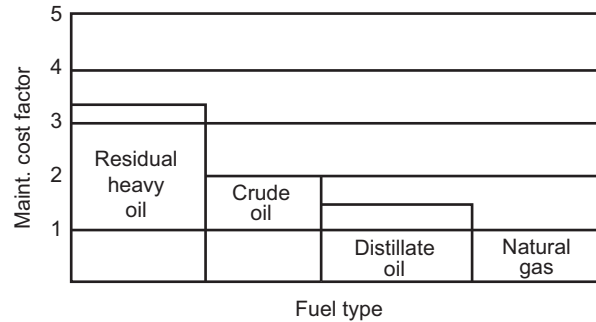 5
4
3
2
1
Maint. cost factor
Residual
heavy
oil
Crude
oil
Distillate
oil
Natural
gas
Fuel type